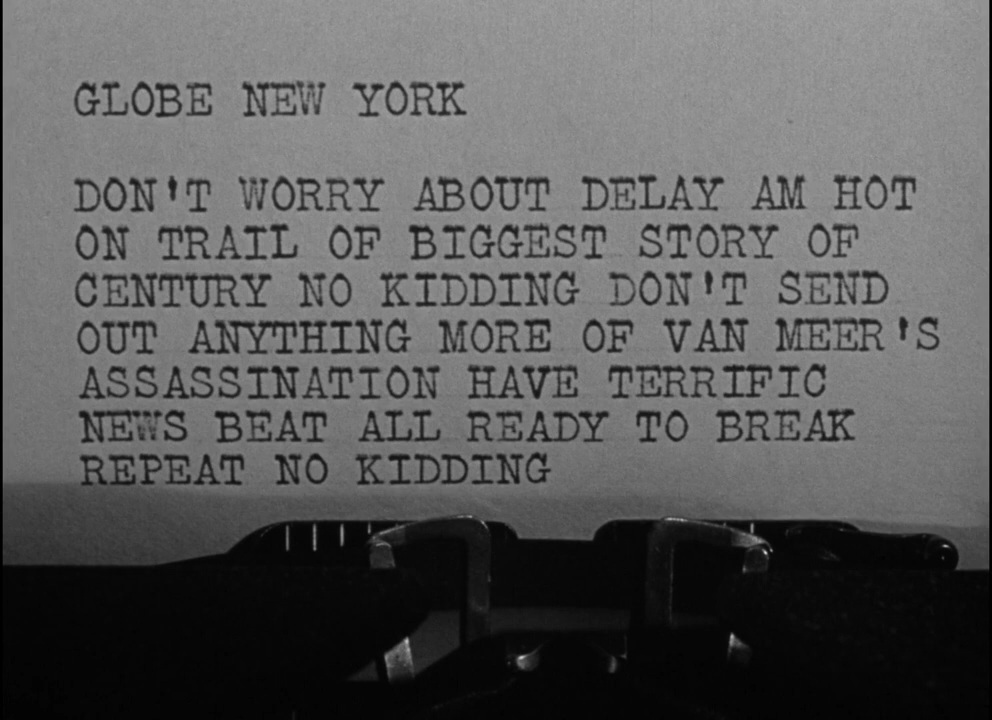 GLOBE NEW YORK
DON'T WORRY ABOUT DELAY AM HOT
ON TRAIL OF BIGGEST STORY OF
CENTURY NO KIDDING DON'T SEND
OUT ANYTHING MORE OF VAN MEER'S
ASSASSINATION HAVE TERRIFIC
NEWS BEAT ALL READY TO BREAK
REPEAT NO KIDDING